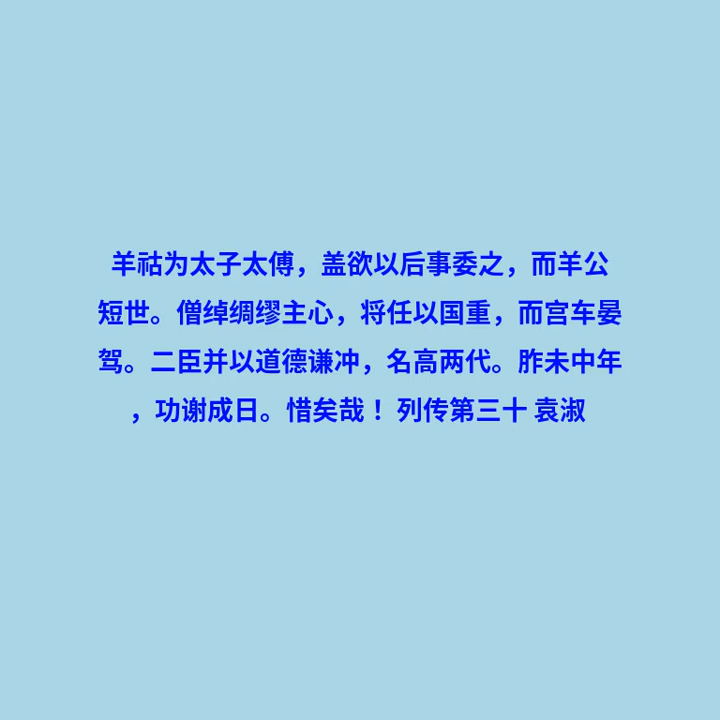 羊祜为太子太傅，盖欲以后事委之，而羊公
短世。僧绰绸缪主心，将任以国重，而宫车晏
驾。二臣并以道德谦冲，名高两代。胙未中年
，功谢成日。惜矣哉！ 列传第三十 袁淑